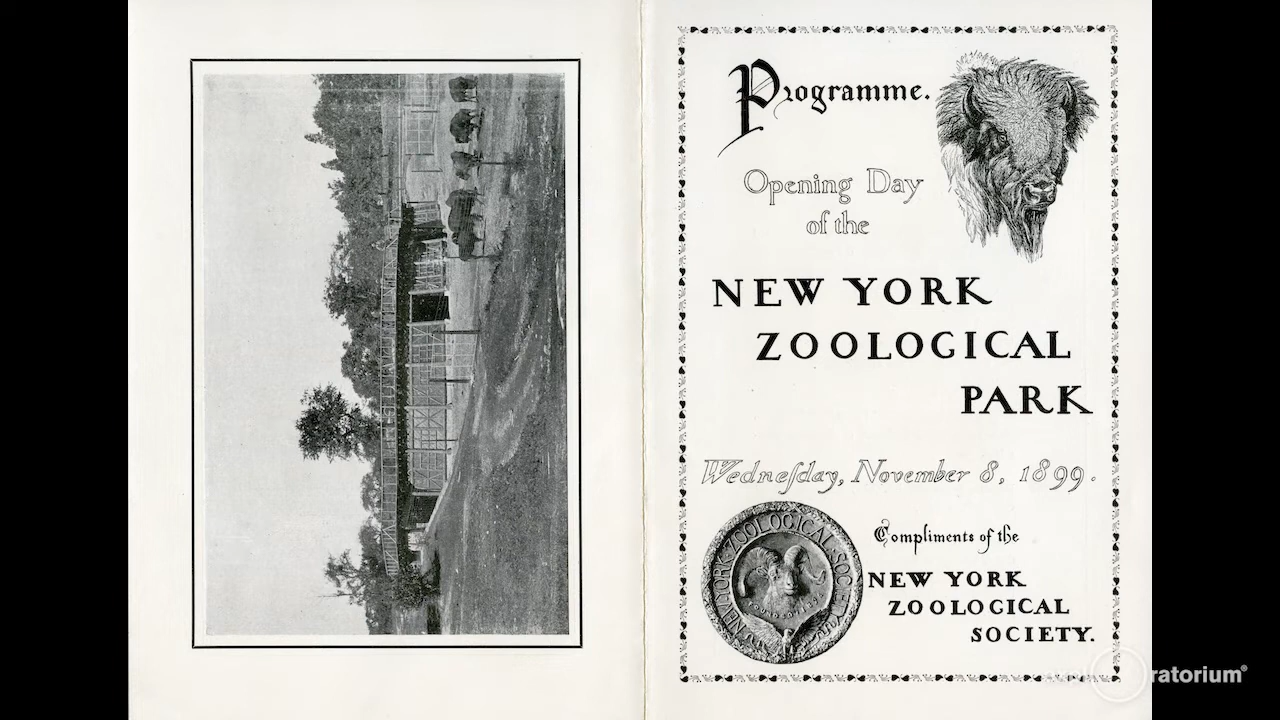 Programme.
Opening Day
of the
NEW YORK
ZOOLOGICAL
PARK
Wedneſday, November 8, 1899.
NEW YORK ZOOLOGICAL SOCIETY
Compliments of the
NEW YORK
ZOOLOGICAL
SOCIETY.
ratorium®